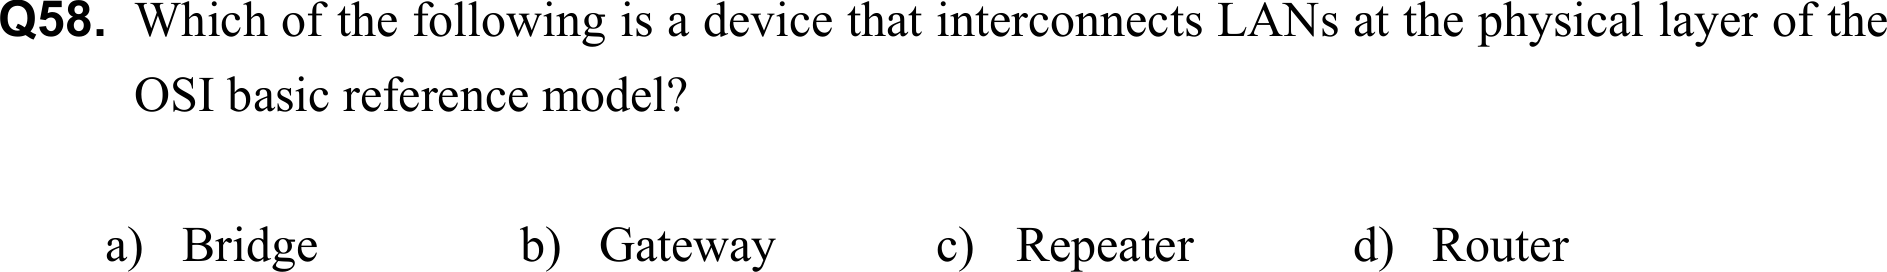 Q58. Which of the following is a device that interconnects LANs at the physical layer of the
OSI basic reference model?
a) Bridge b) Gateway c) Repeater d) Router